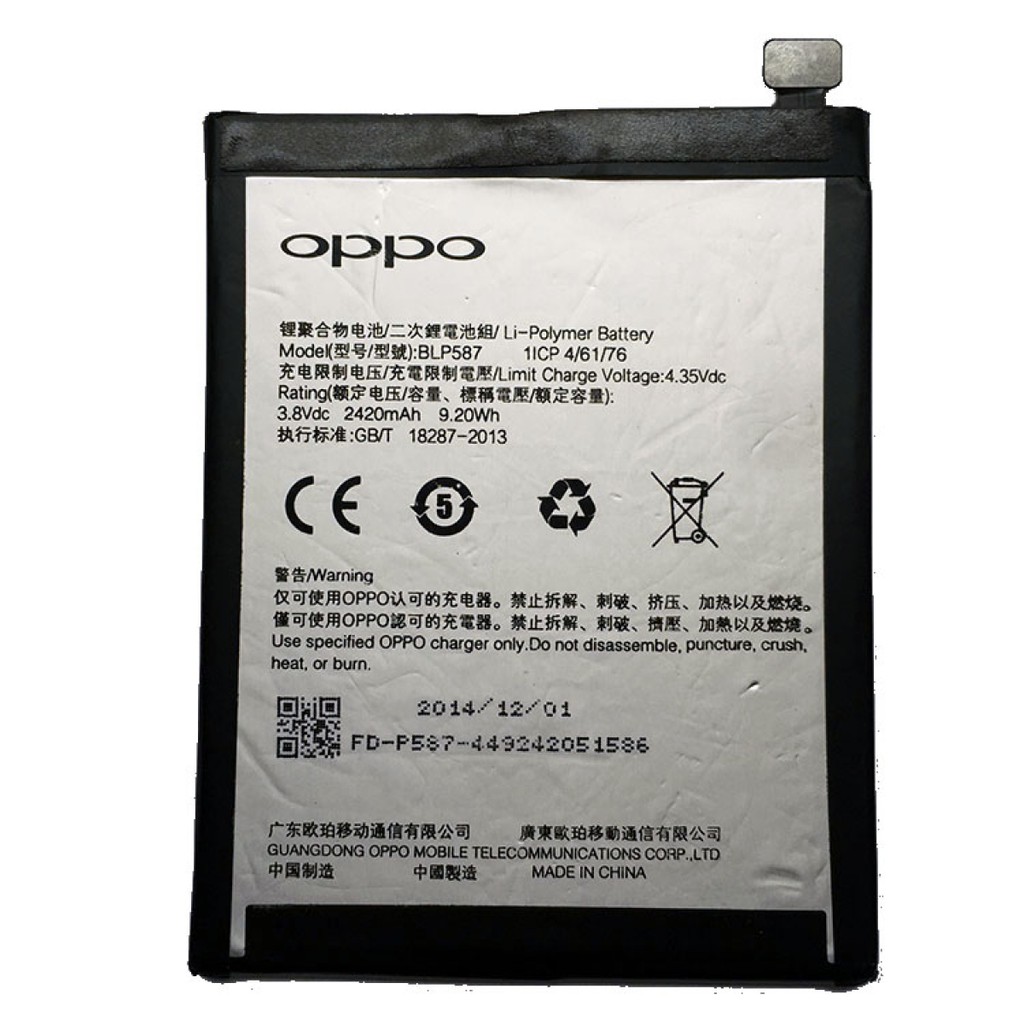 oppo
锂聚合物电池/二次鋰電池組/ Li-Polymer Battery
Model(型号/型號):BLP587 1ICP 4/61/76
充电限制电压/充電限制電壓/Limit Charge Voltage:4.35Vdc
Rating(额定电压/容量、標稱電壓/額定容量):
3.8Vdc 2420mAh 9.20Wh
执行标准:GB/T 18287-2013
CE 5
警告/Warning
仅可使用OPPO认可的充电器。禁止拆解、刺破、挤压、加热以及燃烧。
僅可使用OPPO認可的充電器。禁止拆解、刺破、擠壓、加熱以及燃燒。
Use specified OPPO charger only.Do not disassemble, puncture, crush,
heat, or burn.
2014/12/01
FD-P587-449242051586
广东欧珀移动通信有限公司 廣東歐珀移動通信有限公司
GUANGDONG OPPO MOBILE TELECOMMUNICATIONS CORP.,LTD
中国制造 中國製造 MADE IN CHINA